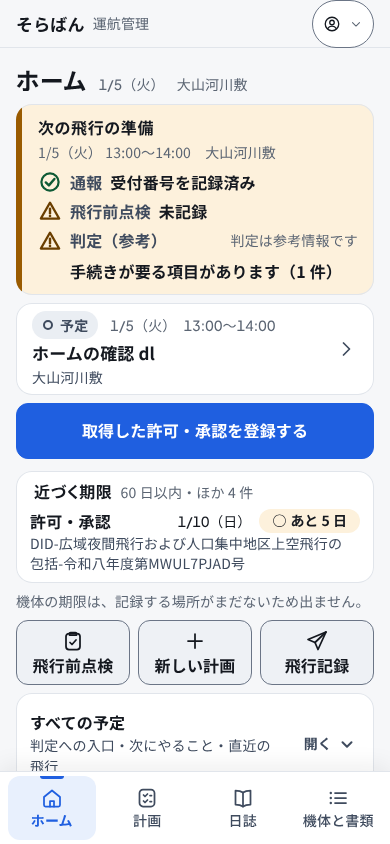 そらばん 運航管理
ホーム 1/5（火） 大山河川敷
次の飛行の準備
1/5（火） 13:00〜14:00 大山河川敷
通報 受付番号を記録済み
飛行前点検 未記録
判定（参考） 判定は参考情報です
手続きが要る項目があります（1 件）
予定 1/5（火） 13:00〜14:00
ホームの確認 dl
大山河川敷
取得した許可・承認を登録する
近づく期限 60 日以内・ほか 4 件
許可・承認 1/10（日） あと 5 日
DID-広域夜間飛行および人口集中地区上空飛行の
包括-令和八年度第MWUL7PJAD号
機体の期限は、記録する場所がまだないため出ません。
飛行前点検 新しい計画 飛行記録
すべての予定
判定への入口・次にやること・直近の
飛行
開く
ホーム 計画 日誌 機体と書類